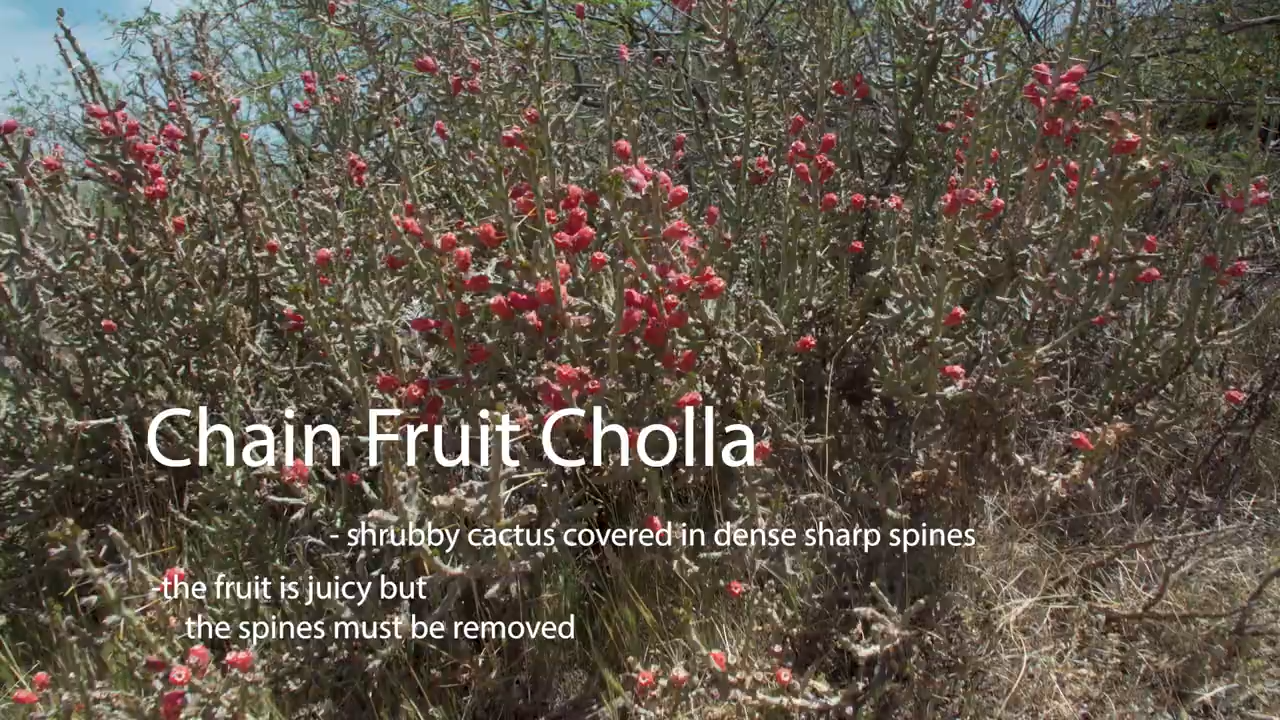 Chain Fruit Cholla
- shrubby cactus covered in dense sharp spines
-the fruit is juicy but
the spines must be removed